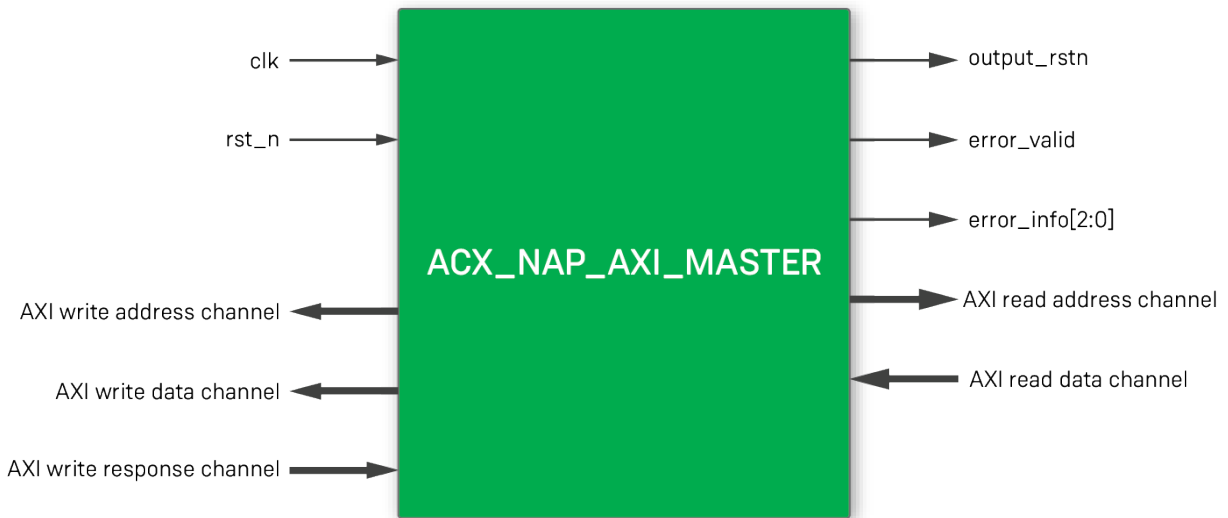 clk
rst_n
AXI write address channel
AXI write data channel
AXI write response channel
ACX_NAP_AXI_MASTER
output_rstn
error_valid
error_info[2:0]
AXI read address channel
AXI read data channel